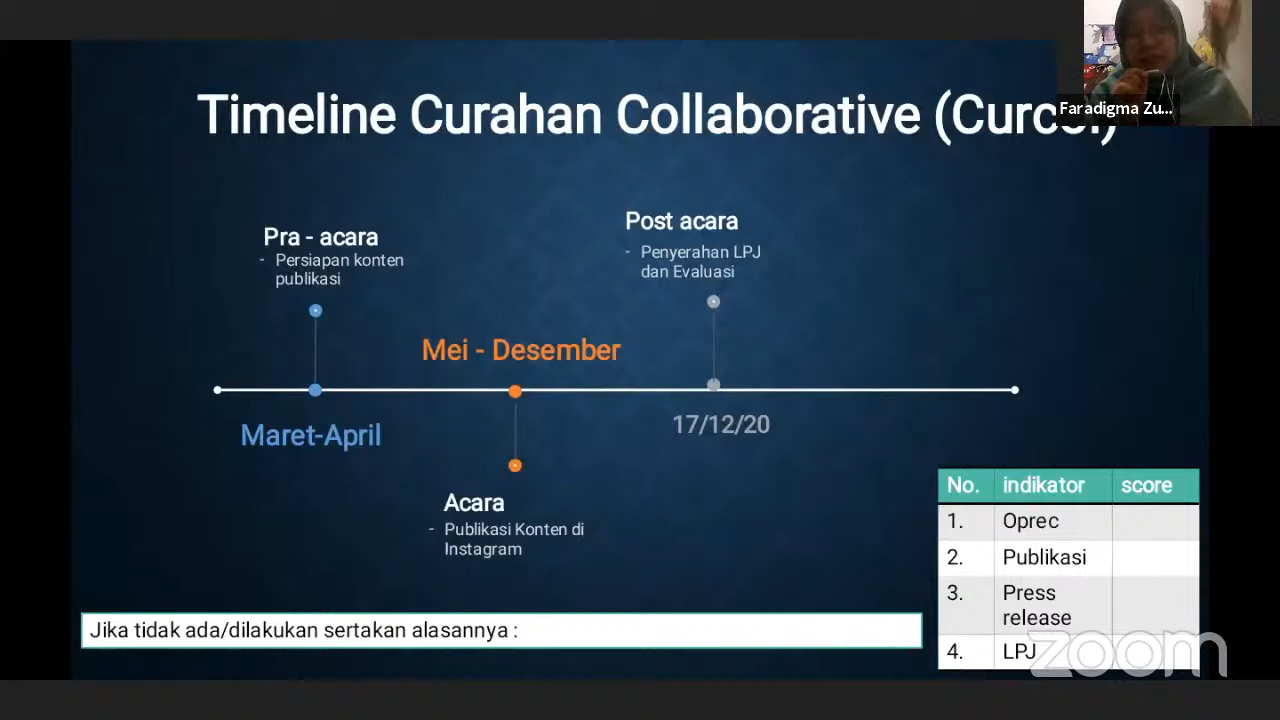 Timeline Curahan Collaborative
Faradigma Zu...
Pra - acara
- Persiapan konten
publikasi
Post acara
- Penyerahan LPJ
dan Evaluasi
Mei - Desember
Maret-April
17/12/20
Acara
- Publikasi Konten di
Instagram
No. indikator score
1. Oprec
2. Publikasi
3. Press
release
4. LPJ
Jika tidak ada/dilakukan sertakan alasannya :
zoom